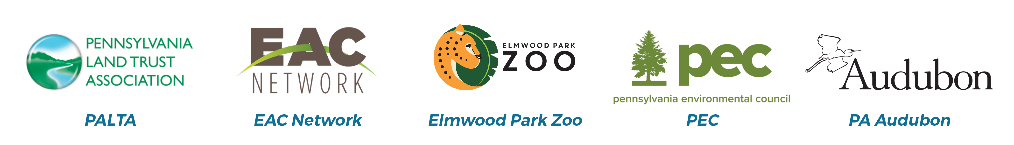 PENNSYLVANIA
LAND TRUST
ASSOCIATION
PALTA
EAC
NETWORK
EAC Network
ELMWOOD PARK
ZOO
Elmwood Park Zoo
pec
pennsylvania environmental council
PEC
Audubon
PA Audubon